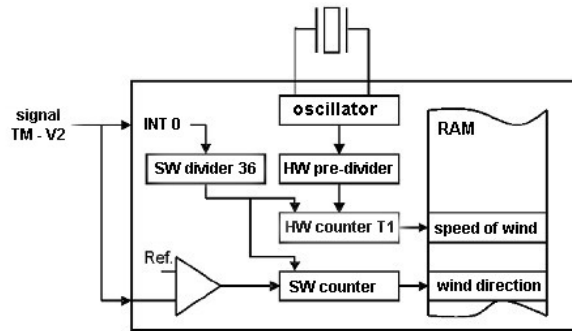 oscillator
RAM
signal
TM - V2
INT 0
SW divider 36
HW pre-divider
HW counter T1
speed of wind
Ref.
SW counter
wind direction